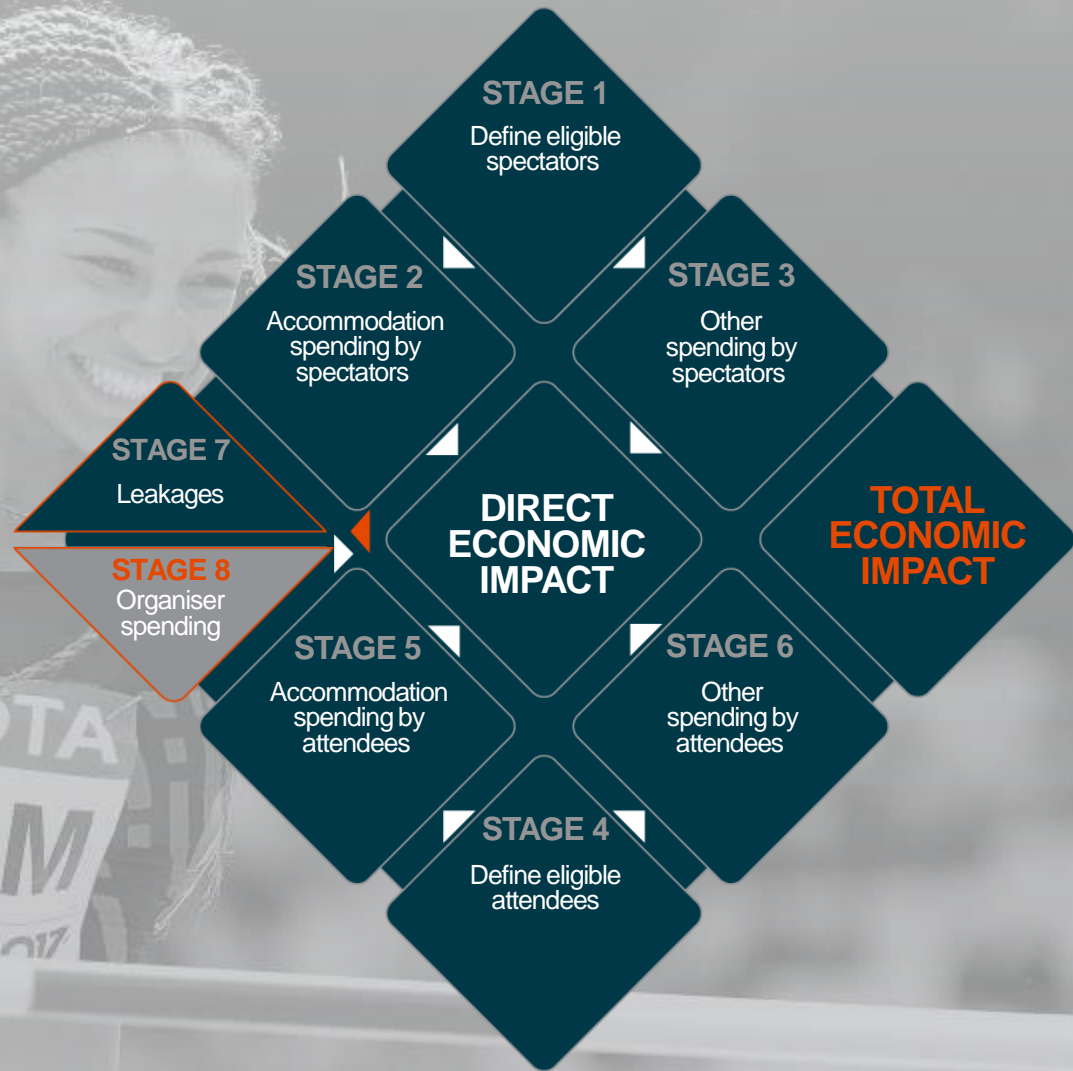 STAGE 1
Define eligible
spectators
STAGE 2
Accommodation
spending by
spectators
STAGE 3
Other
spending by
spectators
STAGE 7
Leakages
STAGE 8
Organiser
spending
DIRECT
ECONOMIC
IMPACT
TOTAL
ECONOMIC
IMPACT
STAGE 5
Accommodation
spending by
attendees
STAGE 6
Other
spending by
attendees
STAGE 4
Define eligible
attendees